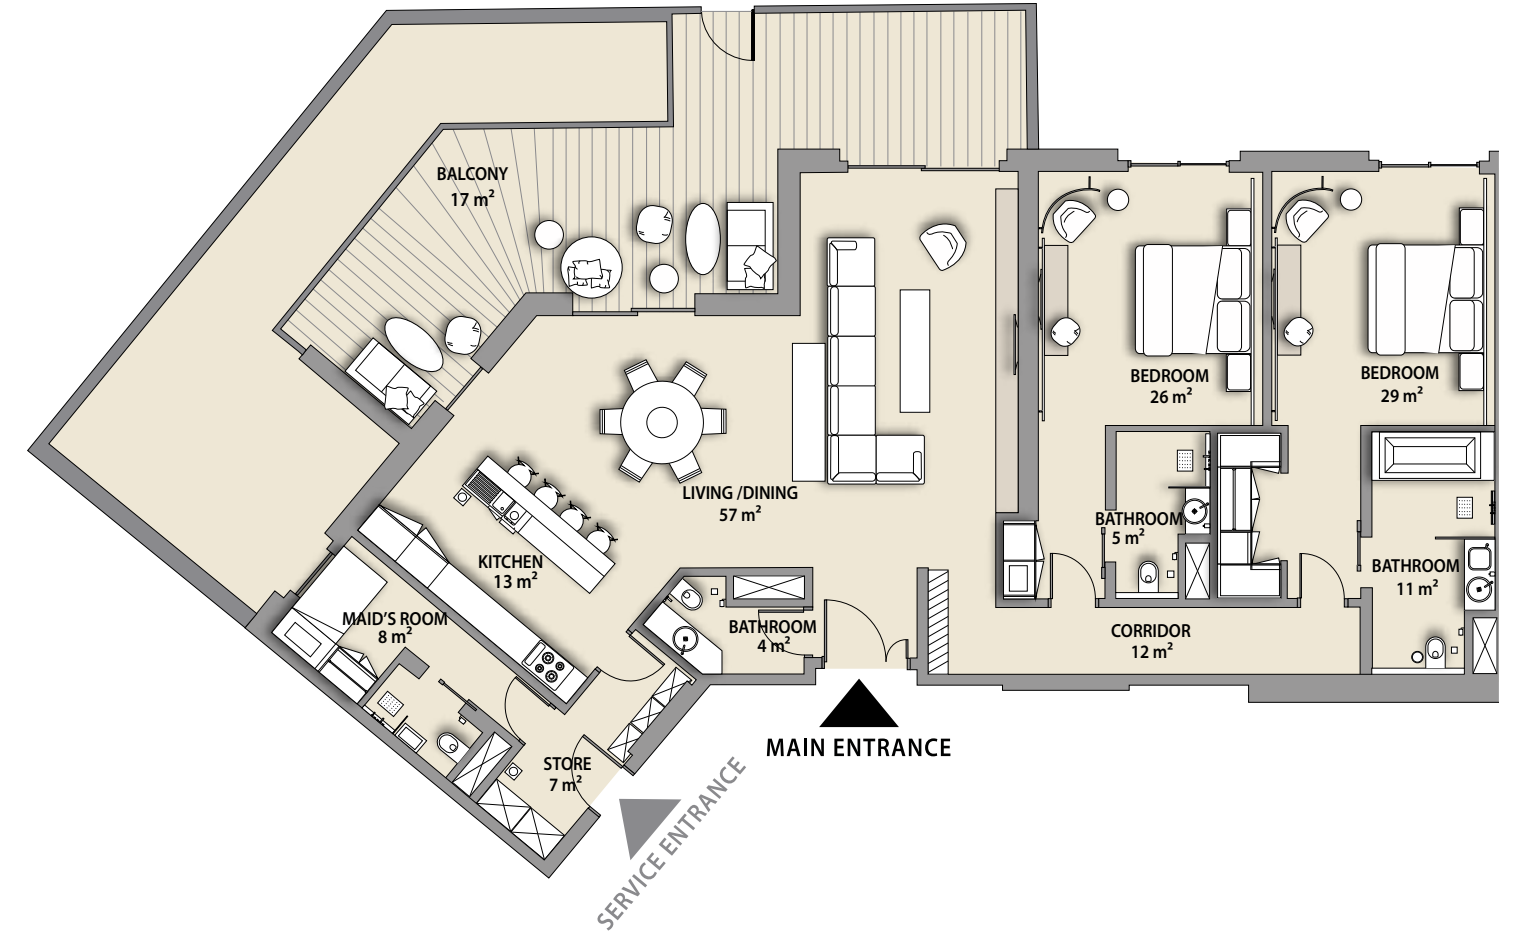 BALCONY
17 m²
BEDROOM
26 m²
BEDROOM
29 m²
LIVING /DINING
57 m²
BATHROOM
5 m²
KITCHEN
13 m²
BATHROOM
11 m²
MAID'S ROOM
8 m²
BATHROOM
4 m²
CORRIDOR
12 m²
STORE
7 m²
MAIN ENTRANCE
SERVICE ENTRANCE